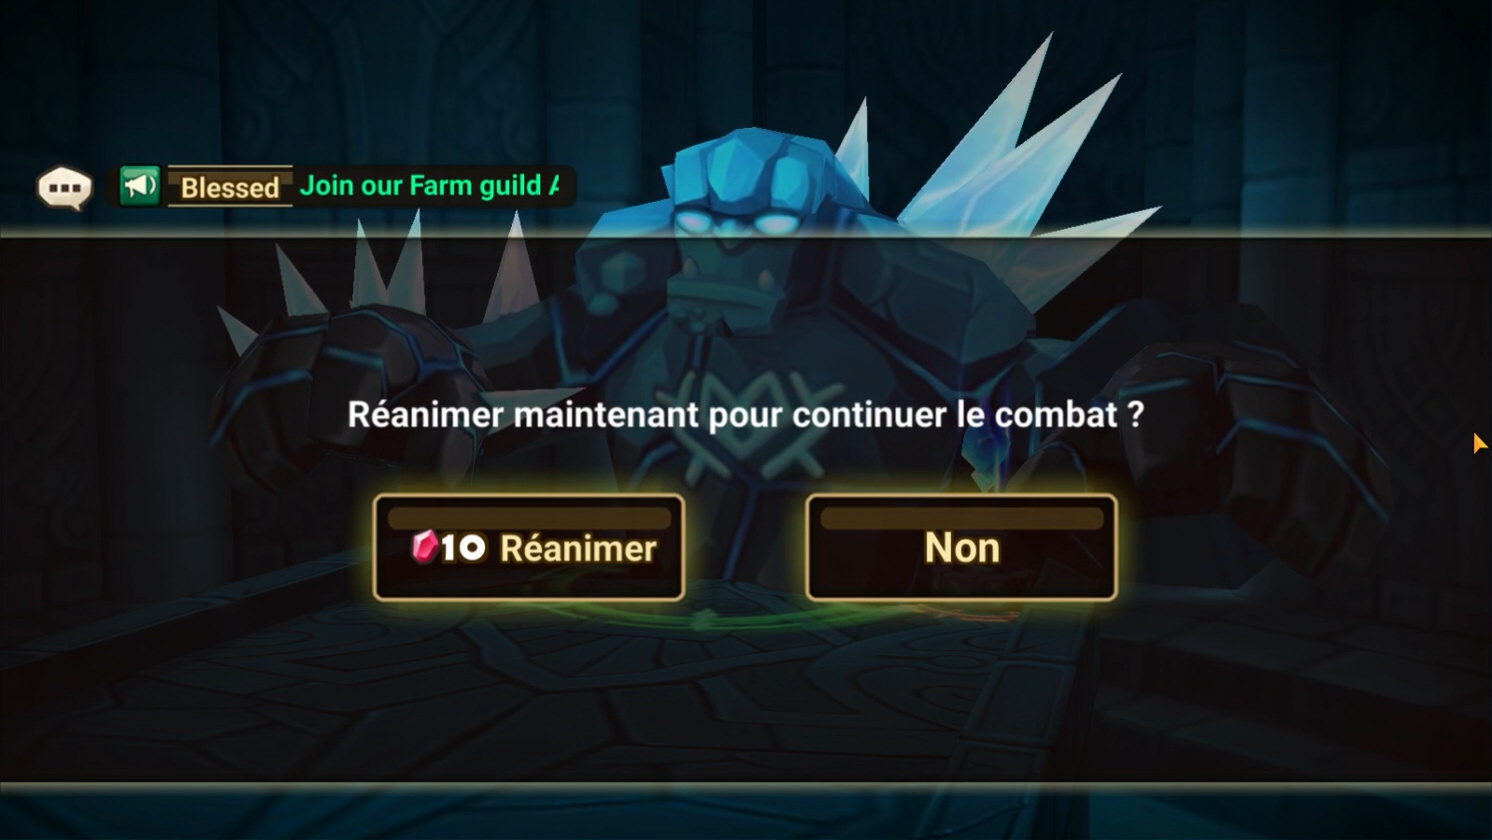 Blessed Join our Farm guild
Réanimer maintenant pour continuer le combat ?
10 Réanimer
Non